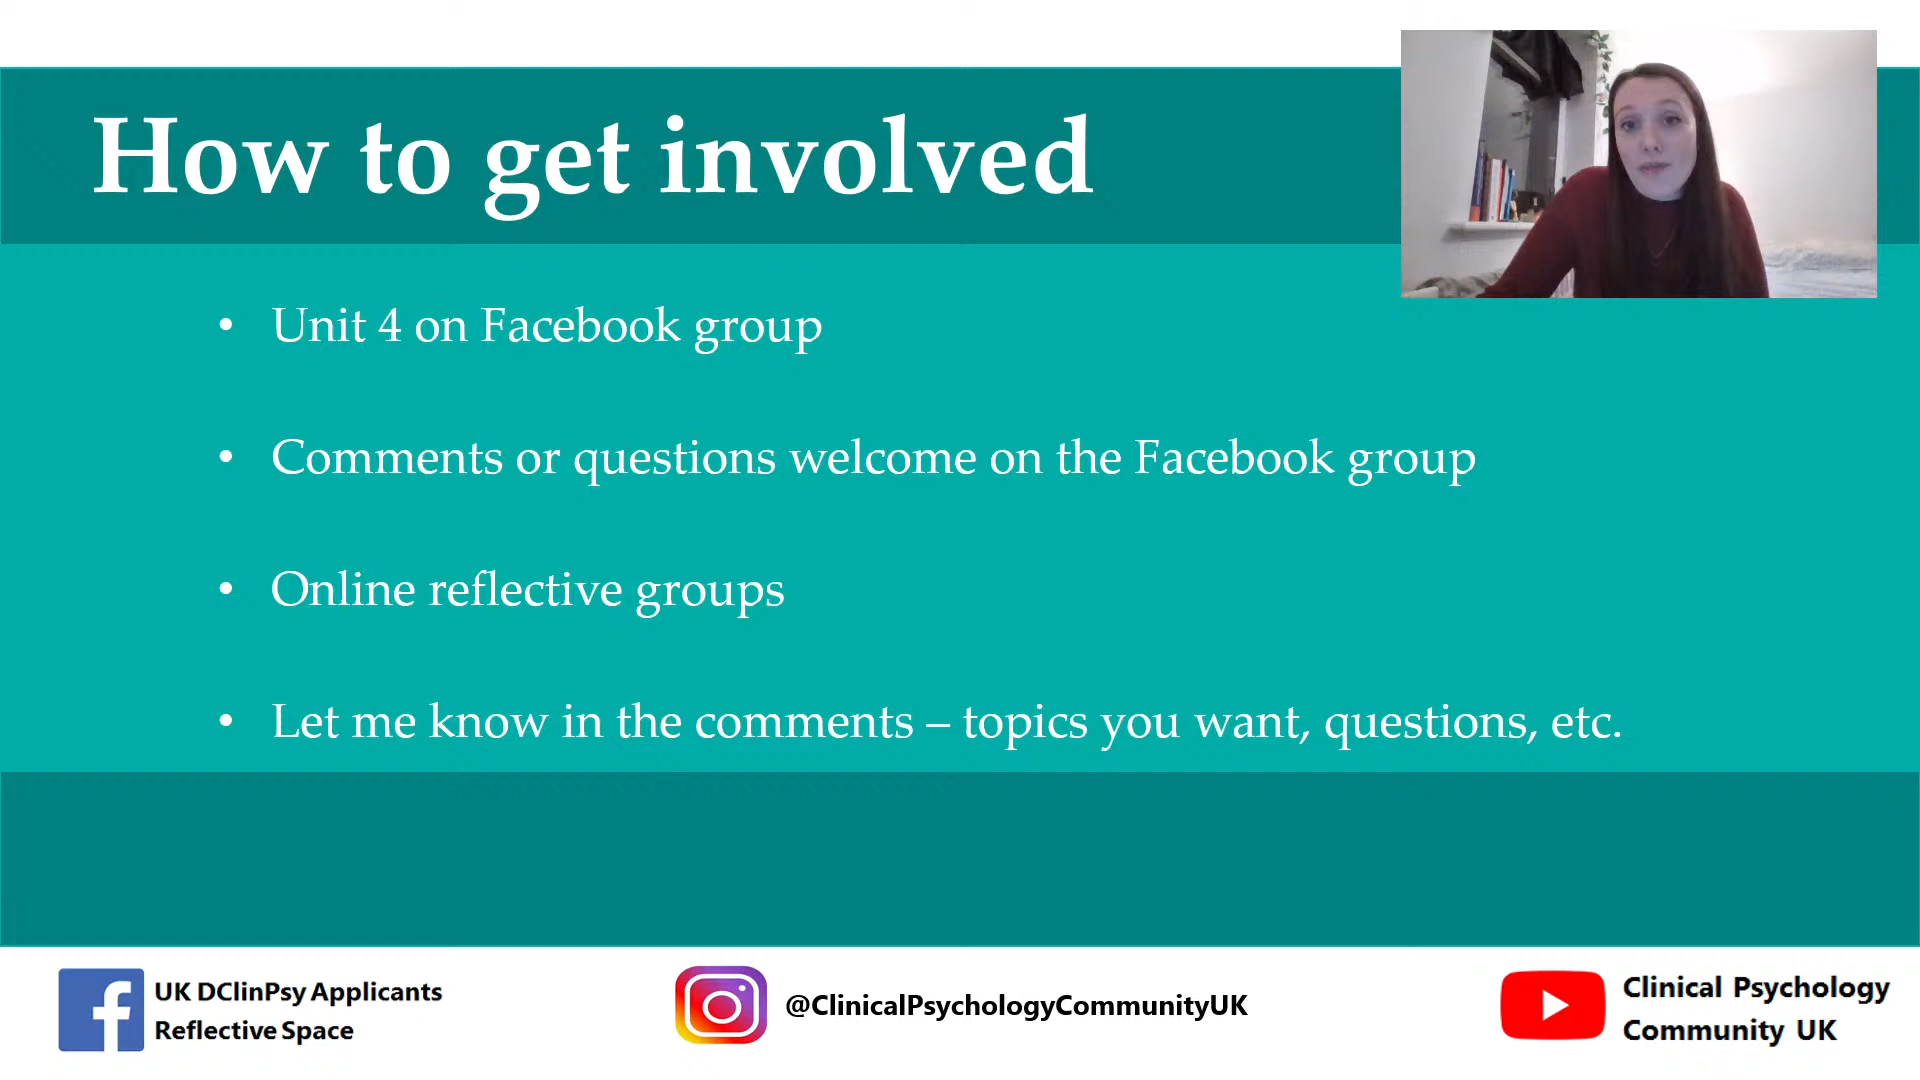 How to get involved
• Unit 4 on Facebook group
• Comments or questions welcome on the Facebook group
• Online reflective groups
• Let me know in the comments – topics you want, questions, etc.
UK DClinPsy Applicants
Reflective Space
@ClinicalPsychologyCommunityUK
Clinical Psychology
Community UK